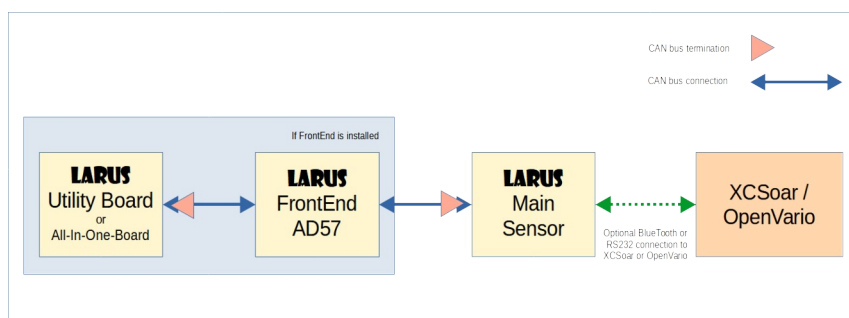 CAN bus termination
CAN bus connection
If FrontEnd is installed
LARUS
Utility Board
or
All-In-One-Board
LARUS
FrontEnd
AD57
LARUS
Main
Sensor
Optional BlueTooth or
RS232 connection to
XCSoar or OpenVario
XCSoar /
OpenVario